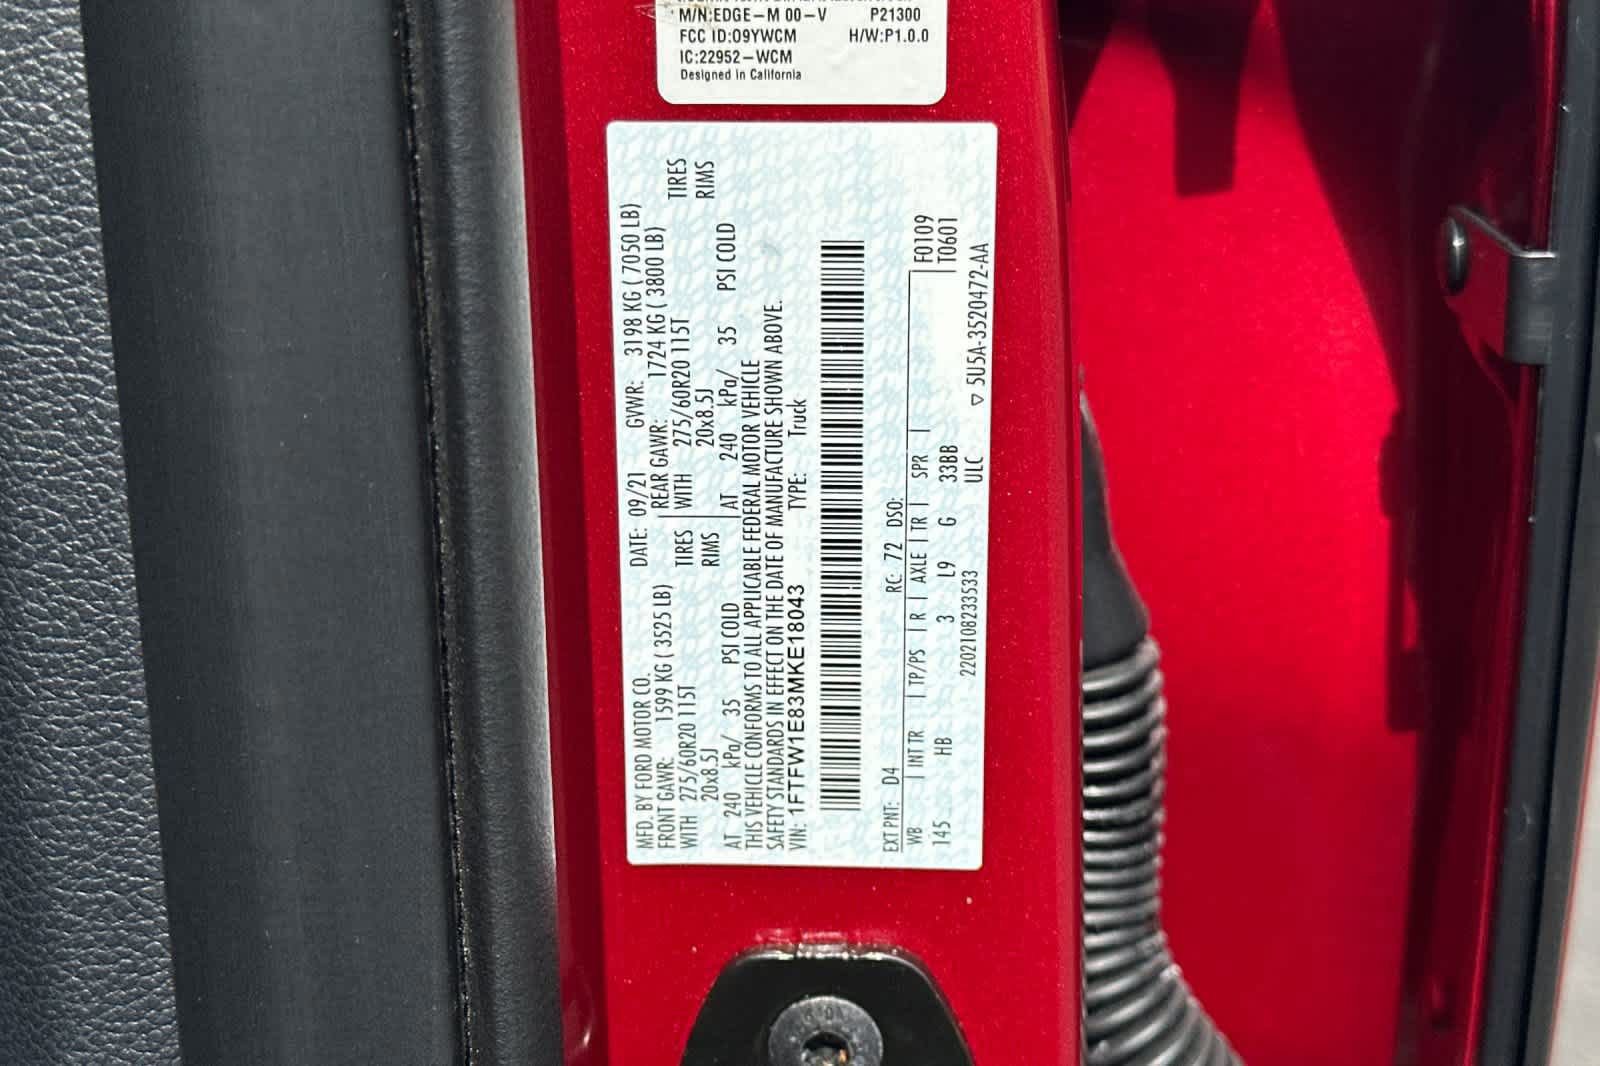 M/N:EDGE-M 00-V P21300
FCC ID:O9YWCM H/W:P1.0.0
IC:22952-WCM
Designed in California
MFD. BY FORD MOTOR CO. DATE: 09/21 GVWR: 3198 KG ( 7050 LB)
FRONT GAWR: 1599 KG ( 3525 LB) REAR GAWR: 1724 KG ( 3800 LB)
WITH 275/60R20 115T TIRES WITH 275/60R20 115T TIRES
20x8.5J RIMS 20x8.5J RIMS
AT 240 kPa/ 35 PSI COLD AT 240 kPa/ 35 PSI COLD
THIS VEHICLE CONFORMS TO ALL APPLICABLE FEDERAL MOTOR VEHICLE
SAFETY STANDARDS IN EFFECT ON THE DATE OF MANUFACTURE SHOWN ABOVE.
VIN: 1FTFW1E83MKE18043 TYPE: Truck
EXT PNT: D4 RC: 72 DSO:
WB INT TR TP/PS R AXLE TR SPR F0109
145 HB 3 L9 G 33BB T0601
2202108233533 ULC ▽ 5U5A-3520472-AA